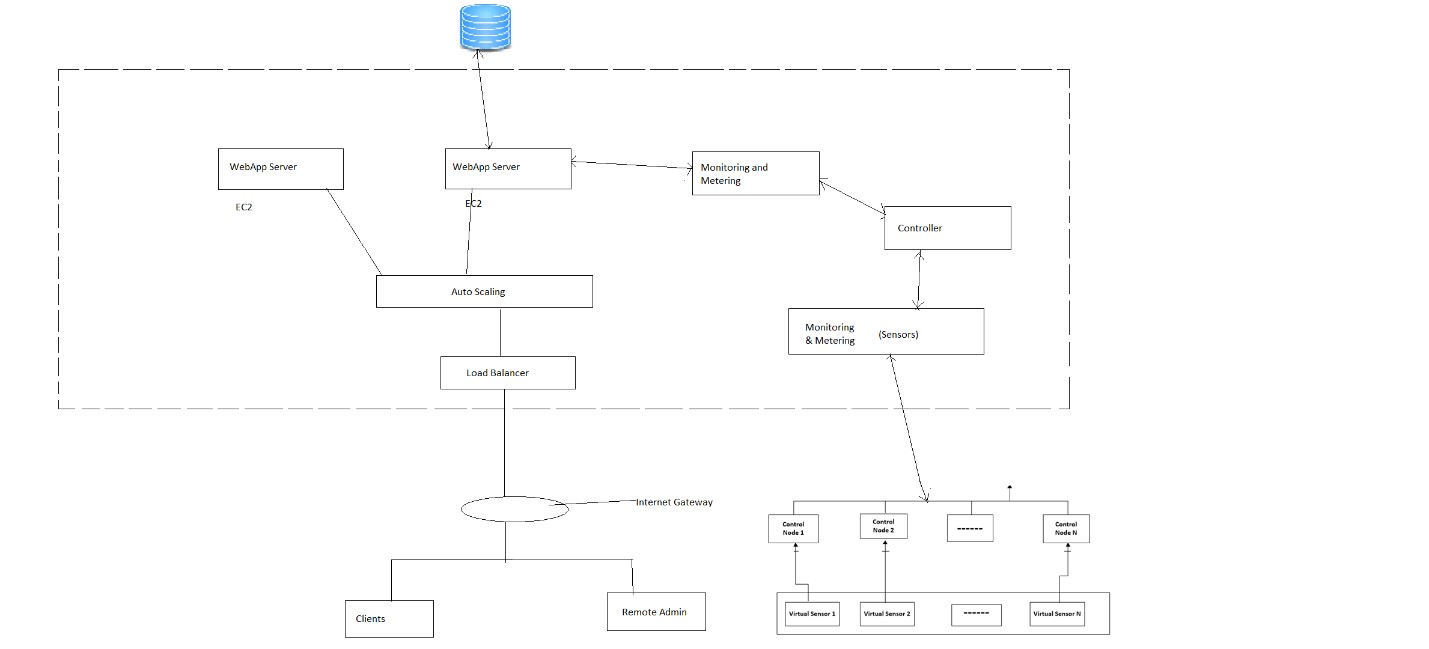 WebApp Server
WebApp Server
Monitoring and
Metering
EC2
EC2
Controller
Auto Scaling
Monitoring
& Metering
(Sensors)
Load Balancer
Internet Gateway
Control
Node 1
Control
Node 2
------
Control
Node N
Clients
Remote Admin
Virtual Sensor 1
Virtual Sensor 2
------
Virtual Sensor N